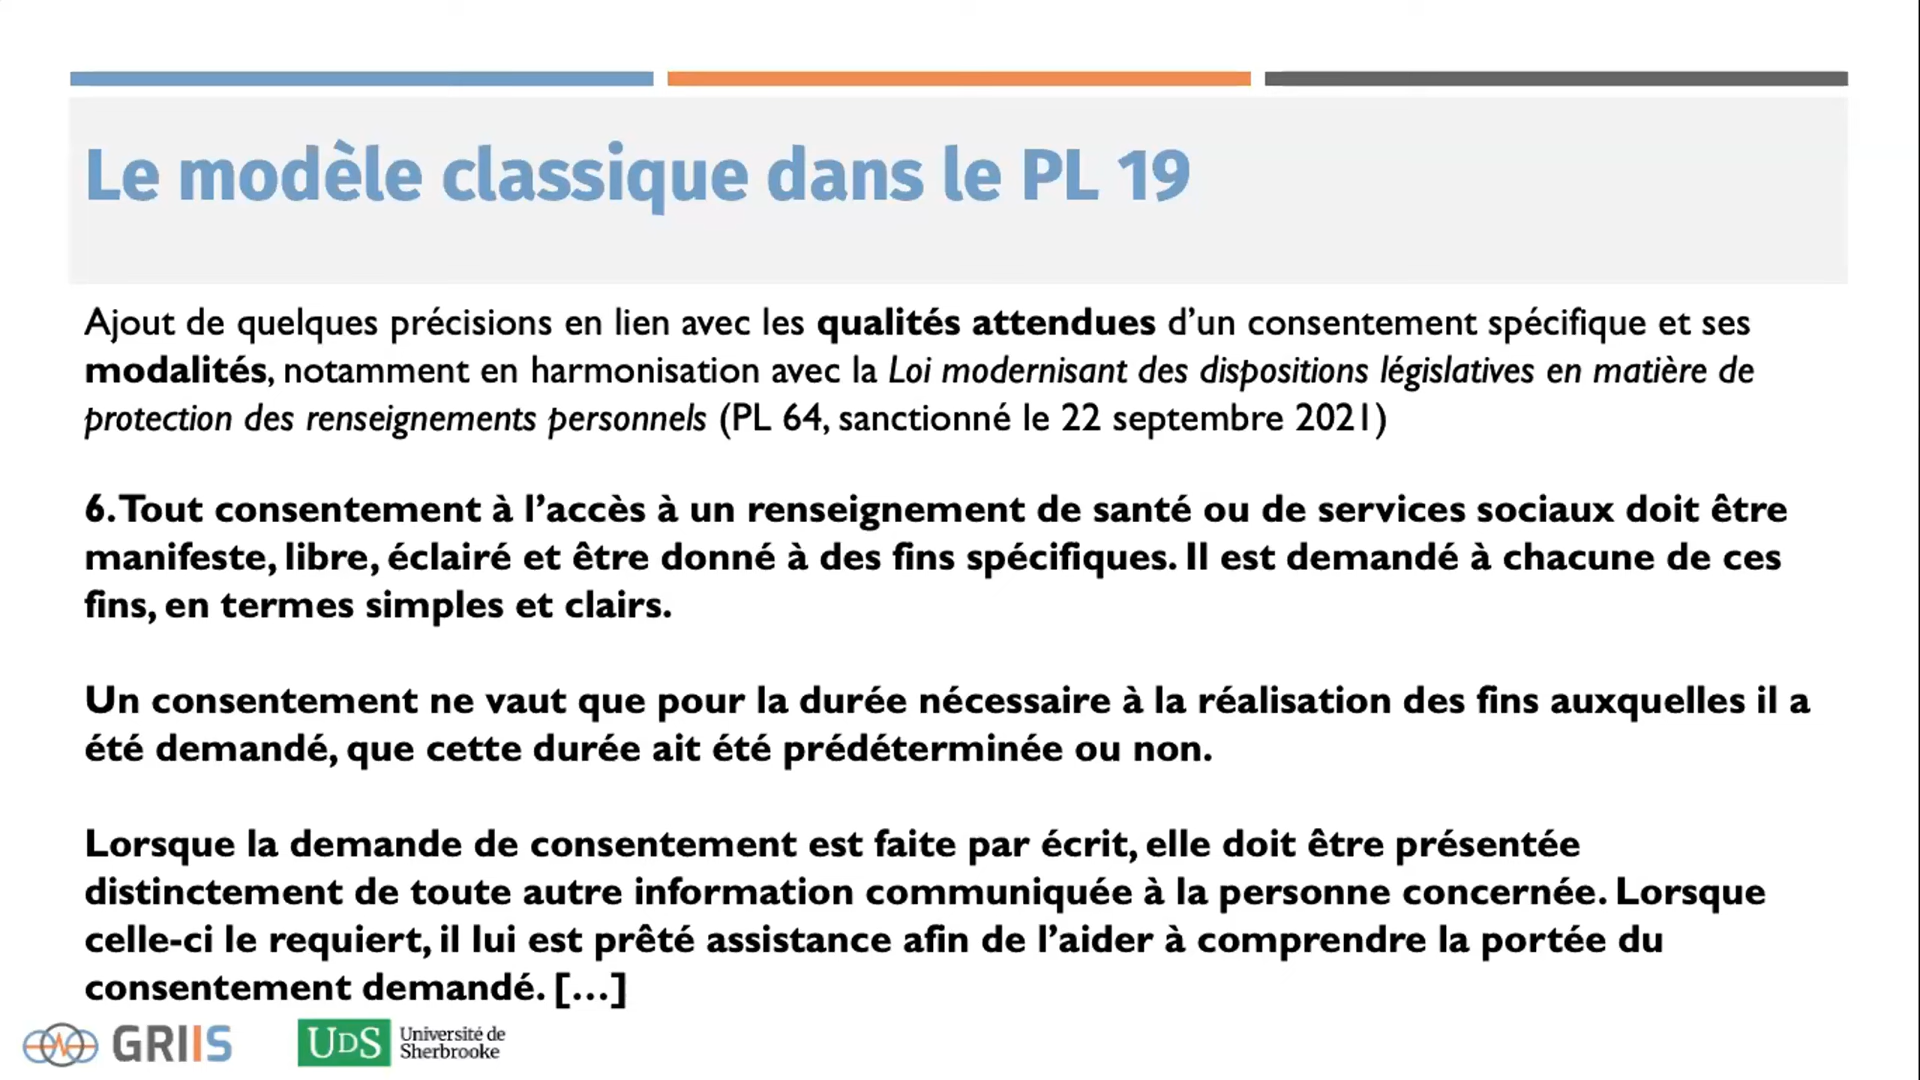 Le modèle classique dans le PL 19
Ajout de quelques précisions en lien avec les qualités attendues d’un consentement spécifique et ses
modalités, notamment en harmonisation avec la Loi modernisant des dispositions législatives en matière de
protection des renseignements personnels (PL 64, sanctionné le 22 septembre 2021)
6. Tout consentement à l’accès à un renseignement de santé ou de services sociaux doit être
manifeste, libre, éclairé et être donné à des fins spécifiques. Il est demandé à chacune de ces
fins, en termes simples et clairs.
Un consentement ne vaut que pour la durée nécessaire à la réalisation des fins auxquelles il a
été demandé, que cette durée ait été prédéterminée ou non.
Lorsque la demande de consentement est faite par écrit, elle doit être présentée
distinctement de toute autre information communiquée à la personne concernée. Lorsque
celle-ci le requiert, il lui est prêté assistance afin de l’aider à comprendre la portée du
consentement demandé. […]
GRIIS
UDS Université de
Sherbrooke